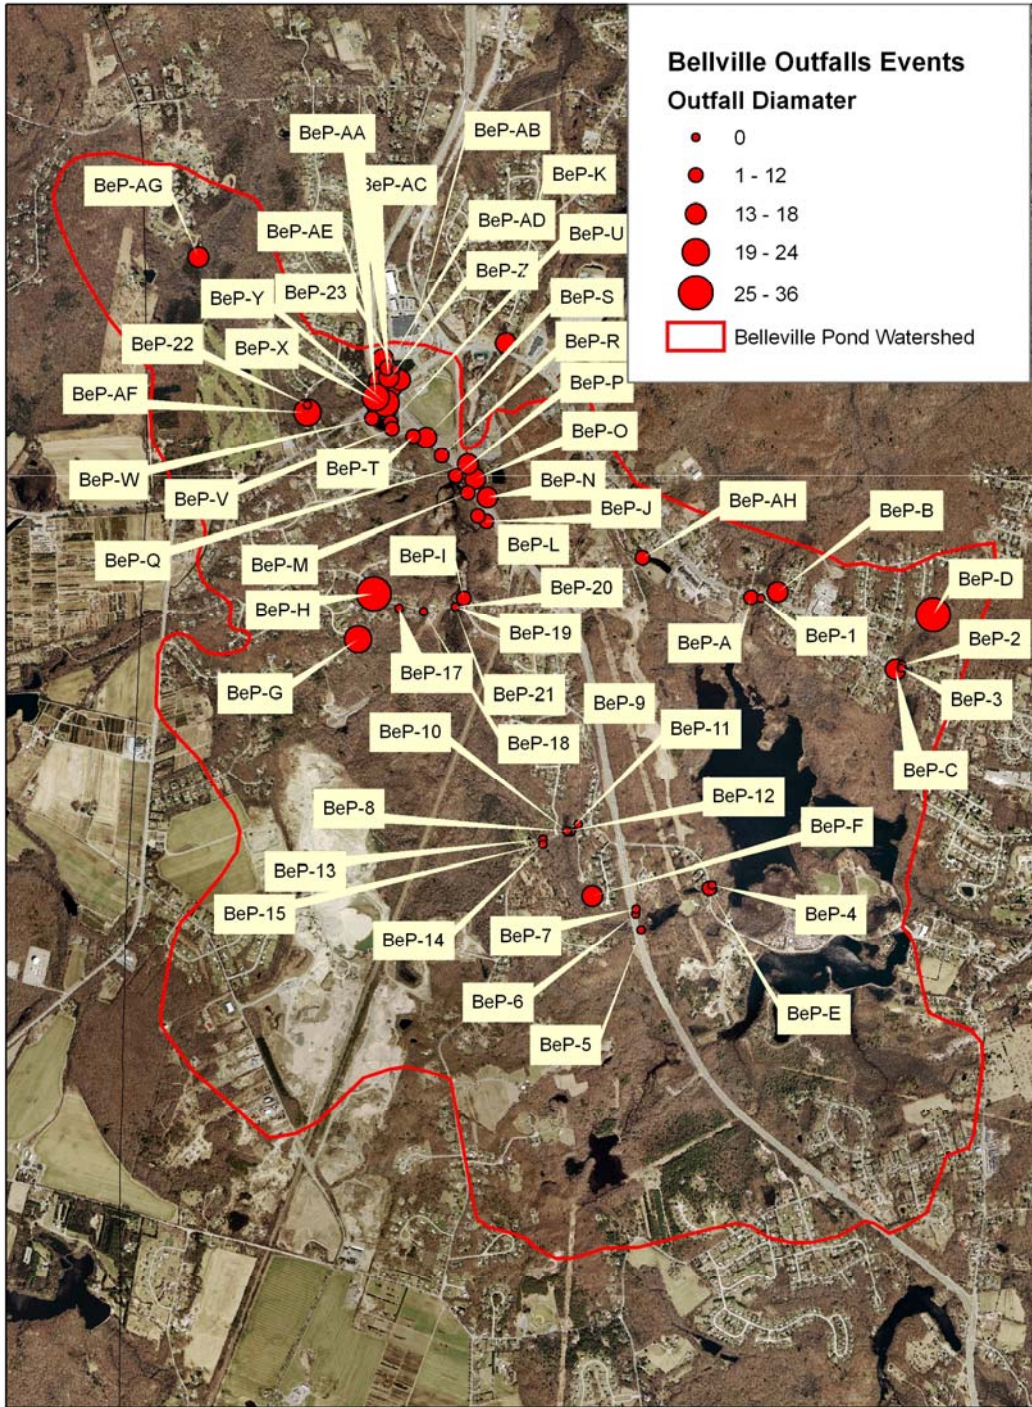 Bellville Outfalls Events
Outfall Diamater
0
1 - 12
13 - 18
19 - 24
25 - 36
Belleville Pond Watershed
BeP-AA
BeP-AB
BeP-K
BeP-AG
BeP-AC
BeP-AE
BeP-AD
BeP-U
BeP-Y
BeP-23
BeP-Z
BeP-S
BeP-22
BeP-X
BeP-R
BeP-AF
BeP-P
BeP-O
BeP-W
BeP-T
BeP-V
BeP-N
BeP-J
BeP-AH
BeP-B
BeP-Q
BeP-M
BeP-I
BeP-L
BeP-D
BeP-H
BeP-20
BeP-19
BeP-A
BeP-1
BeP-2
BeP-G
BeP-17
BeP-21
BeP-3
BeP-9
BeP-10
BeP-18
BeP-11
BeP-C
BeP-8
BeP-12
BeP-F
BeP-13
BeP-15
BeP-14
BeP-7
BeP-4
BeP-6
BeP-E
BeP-5